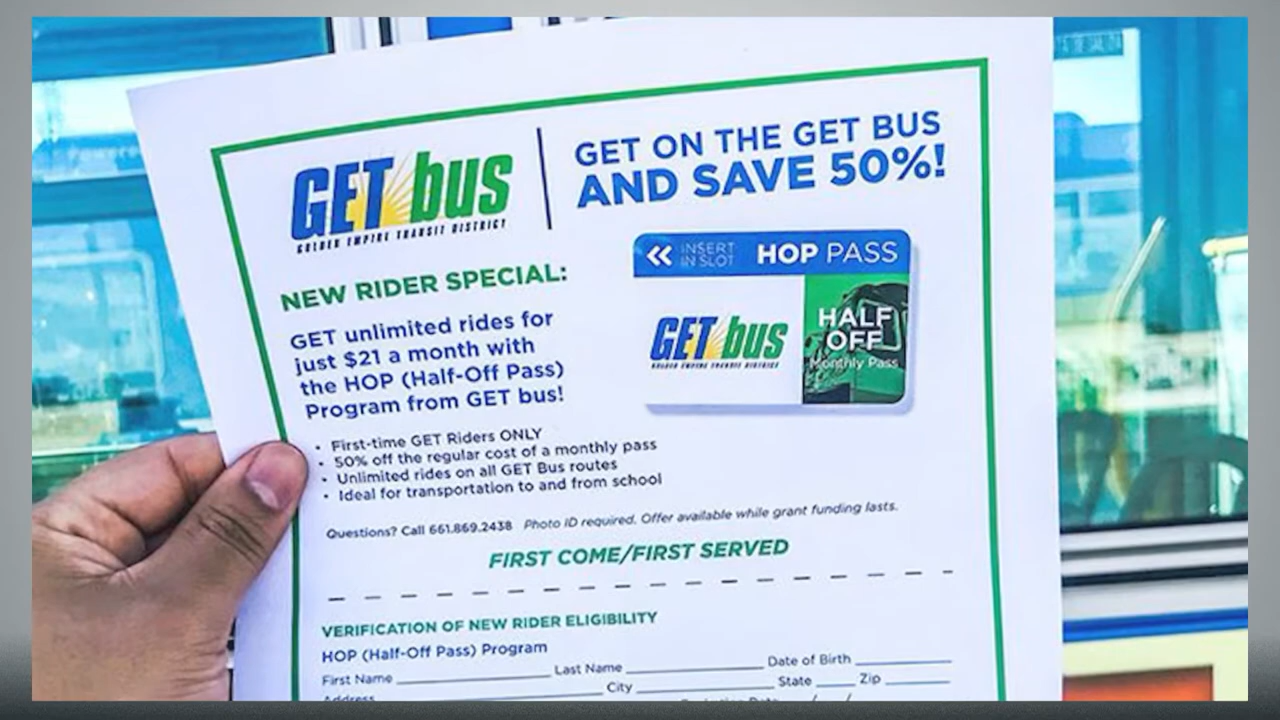 GET bus
GOLDEN EMPIRE TRANSIT DISTRICT
GET ON THE GET BUS
AND SAVE 50%!
NEW RIDER SPECIAL:
GET unlimited rides for
just $21 a month with
the HOP (Half-Off Pass)
Program from GET bus!
INSERT
IN SLOT
HOP PASS
GET bus
GOLDEN EMPIRE TRANSIT DISTRICT
HALF
OFF
Monthly Pass
• First-time GET Riders ONLY
• 50% off the regular cost of a monthly pass
• Unlimited rides on all GET Bus routes
• Ideal for transportation to and from school
Questions? Call 661.869.2438 Photo ID required. Offer available while grant funding lasts.
FIRST COME/FIRST SERVED
VERIFICATION OF NEW RIDER ELIGIBILITY
HOP (Half-Off Pass) Program
First Name Last Name Date of Birth
Address City State Zip